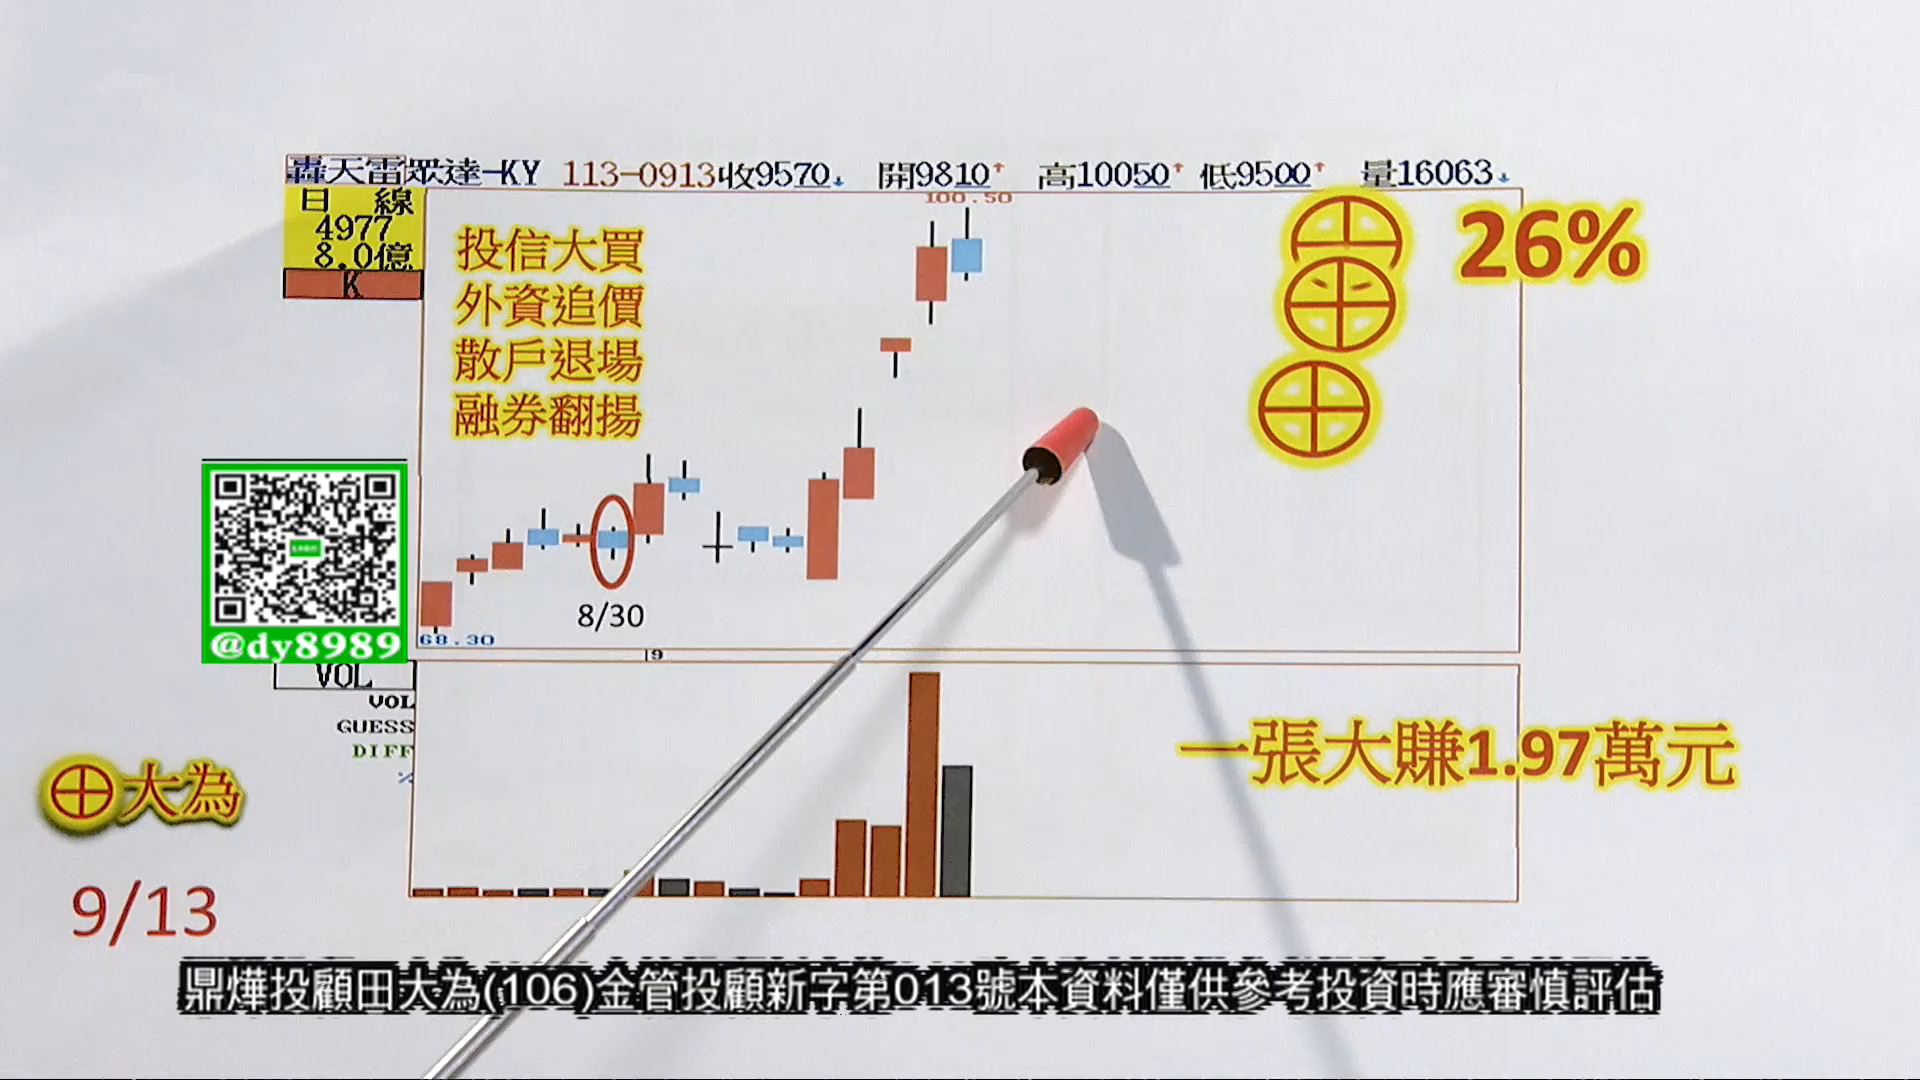 轟天雷眾達-KY 113-0913收9570↓ 開9810↑ 高10050↑ 低9500↑ 量16063↓
日 線
4977
8.0億
K
100.50
投信大買
外資追價
散戶退場
融券翻揚
26%
8/30
68.30
9
@dy8989
VOL
VOL
GUESS
DIFF
%
一張大賺1.97萬元
田大為
9/13
鼎燁投顧田大為(106)金管投顧新字第013號本資料僅供參考投資時應審慎評估